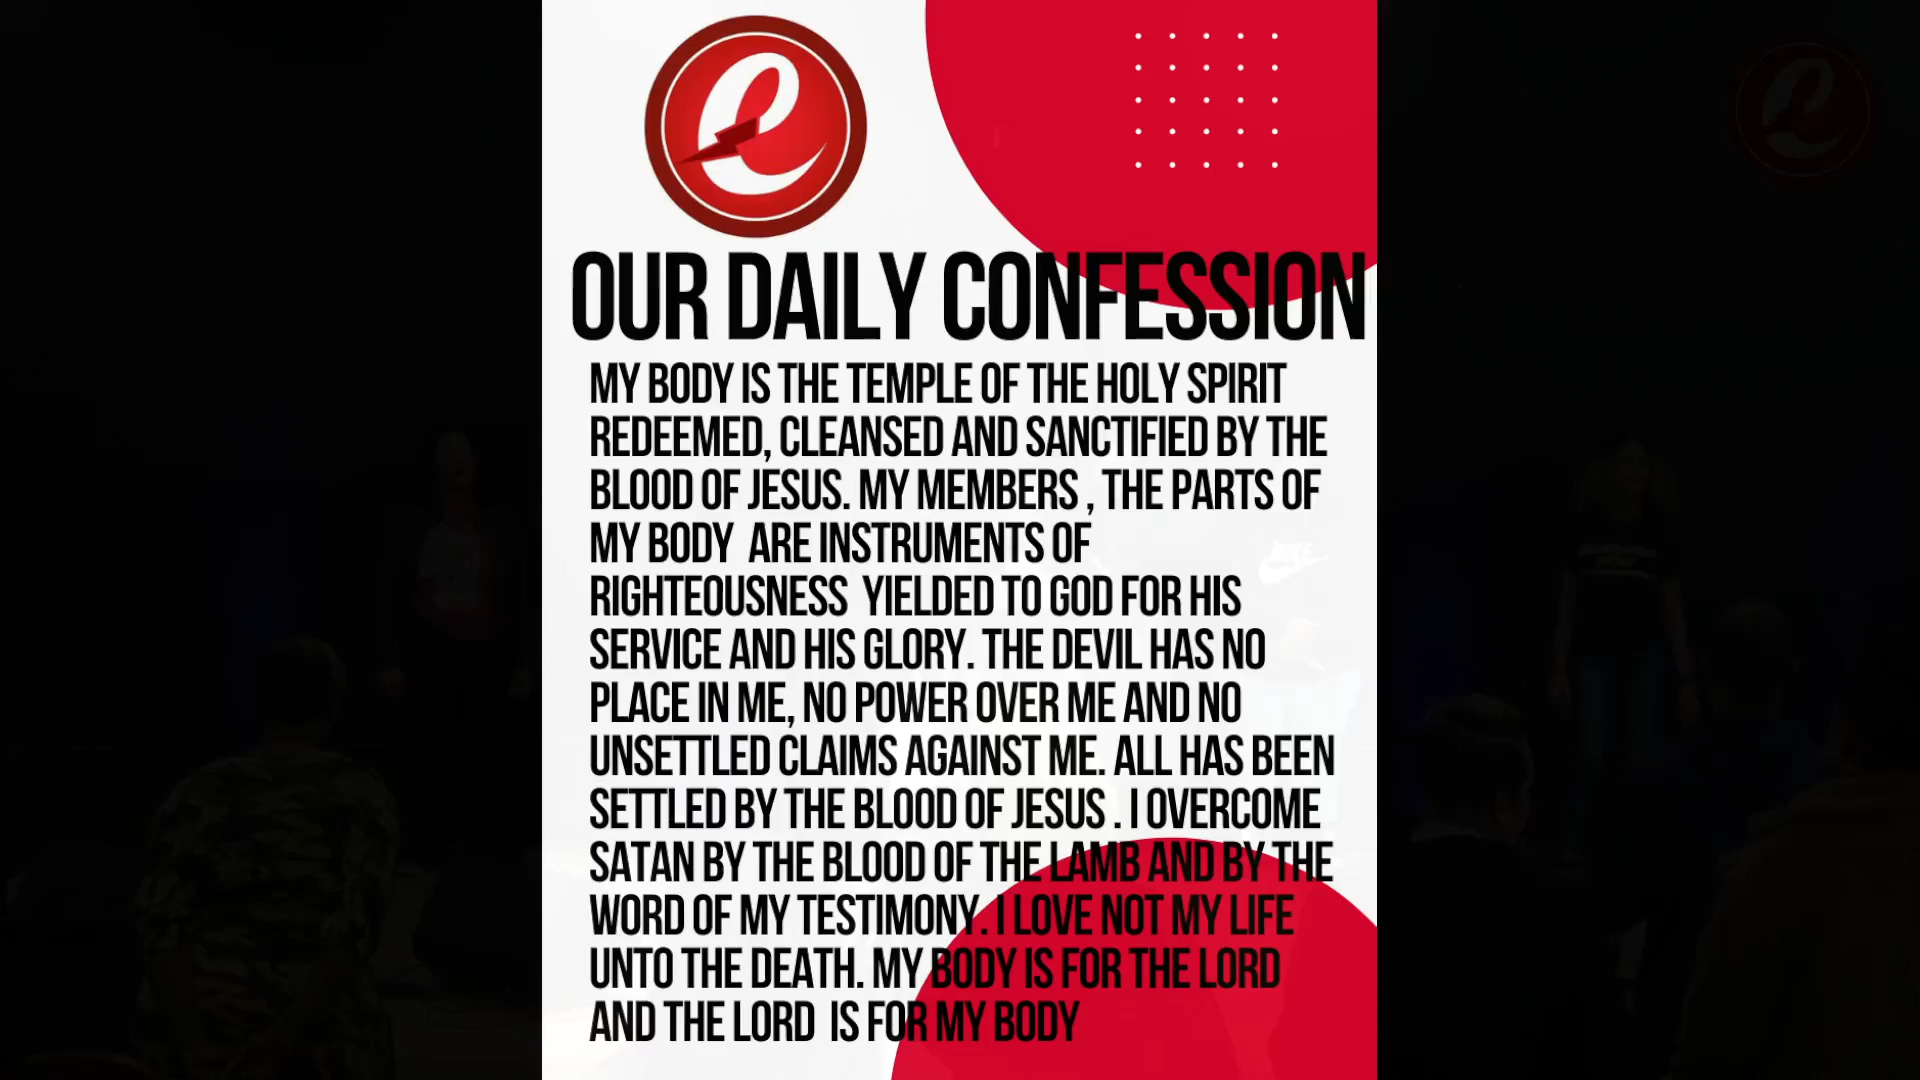 e
OUR DAILY CONFESSION
MY BODY IS THE TEMPLE OF THE HOLY SPIRIT
REDEEMED, CLEANSED AND SANCTIFIED BY THE
BLOOD OF JESUS. MY MEMBERS , THE PARTS OF
MY BODY ARE INSTRUMENTS OF
RIGHTEOUSNESS YIELDED TO GOD FOR HIS
SERVICE AND HIS GLORY. THE DEVIL HAS NO
PLACE IN ME, NO POWER OVER ME AND NO
UNSETTLED CLAIMS AGAINST ME. ALL HAS BEEN
SETTLED BY THE BLOOD OF JESUS . I OVERCOME
SATAN BY THE BLOOD OF THE LAMB AND BY THE
WORD OF MY TESTIMONY. I LOVE NOT MY LIFE
UNTO THE DEATH. MY BODY IS FOR THE LORD
AND THE LORD IS FOR MY BODY